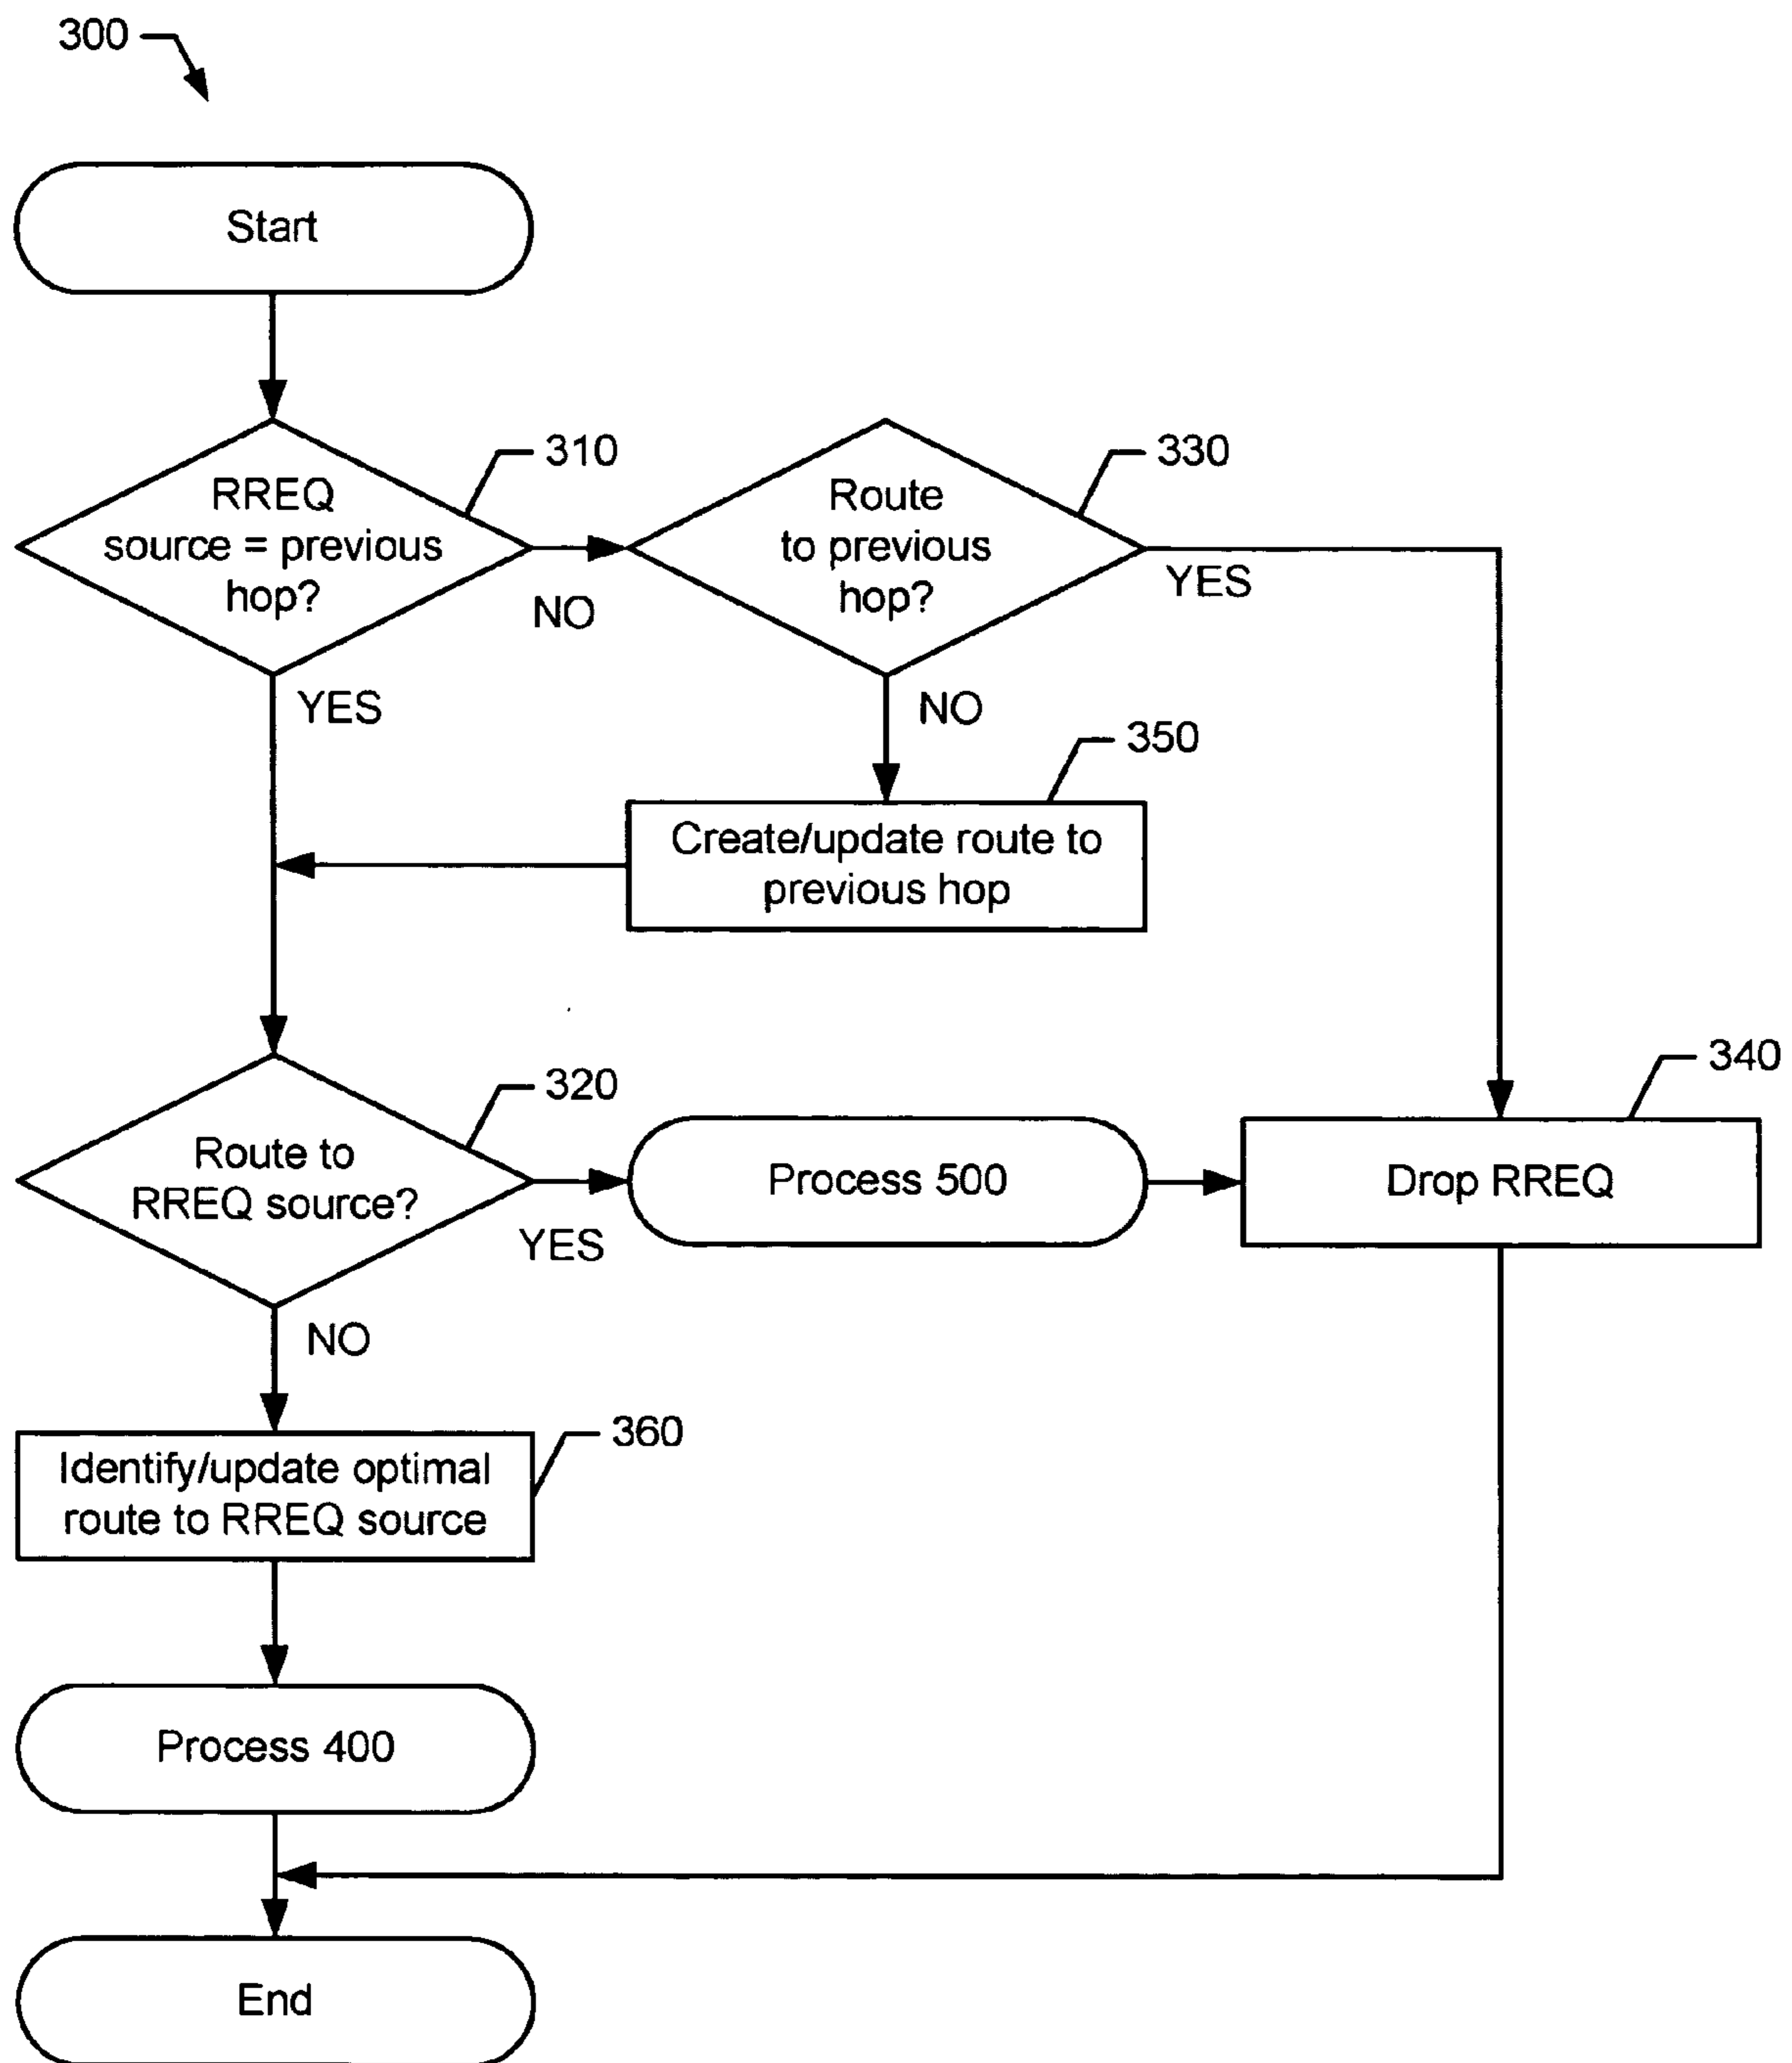 300
Start
310
RREQ
source = previous
hop?
NO
YES
330
Route
to previous
hop?
YES
NO
350
Create/update route to
previous hop
320
Route to
RREQ source?
YES
NO
Process 500
340
Drop RREQ
360
Identify/update optimal
route to RREQ source
Process 400
End